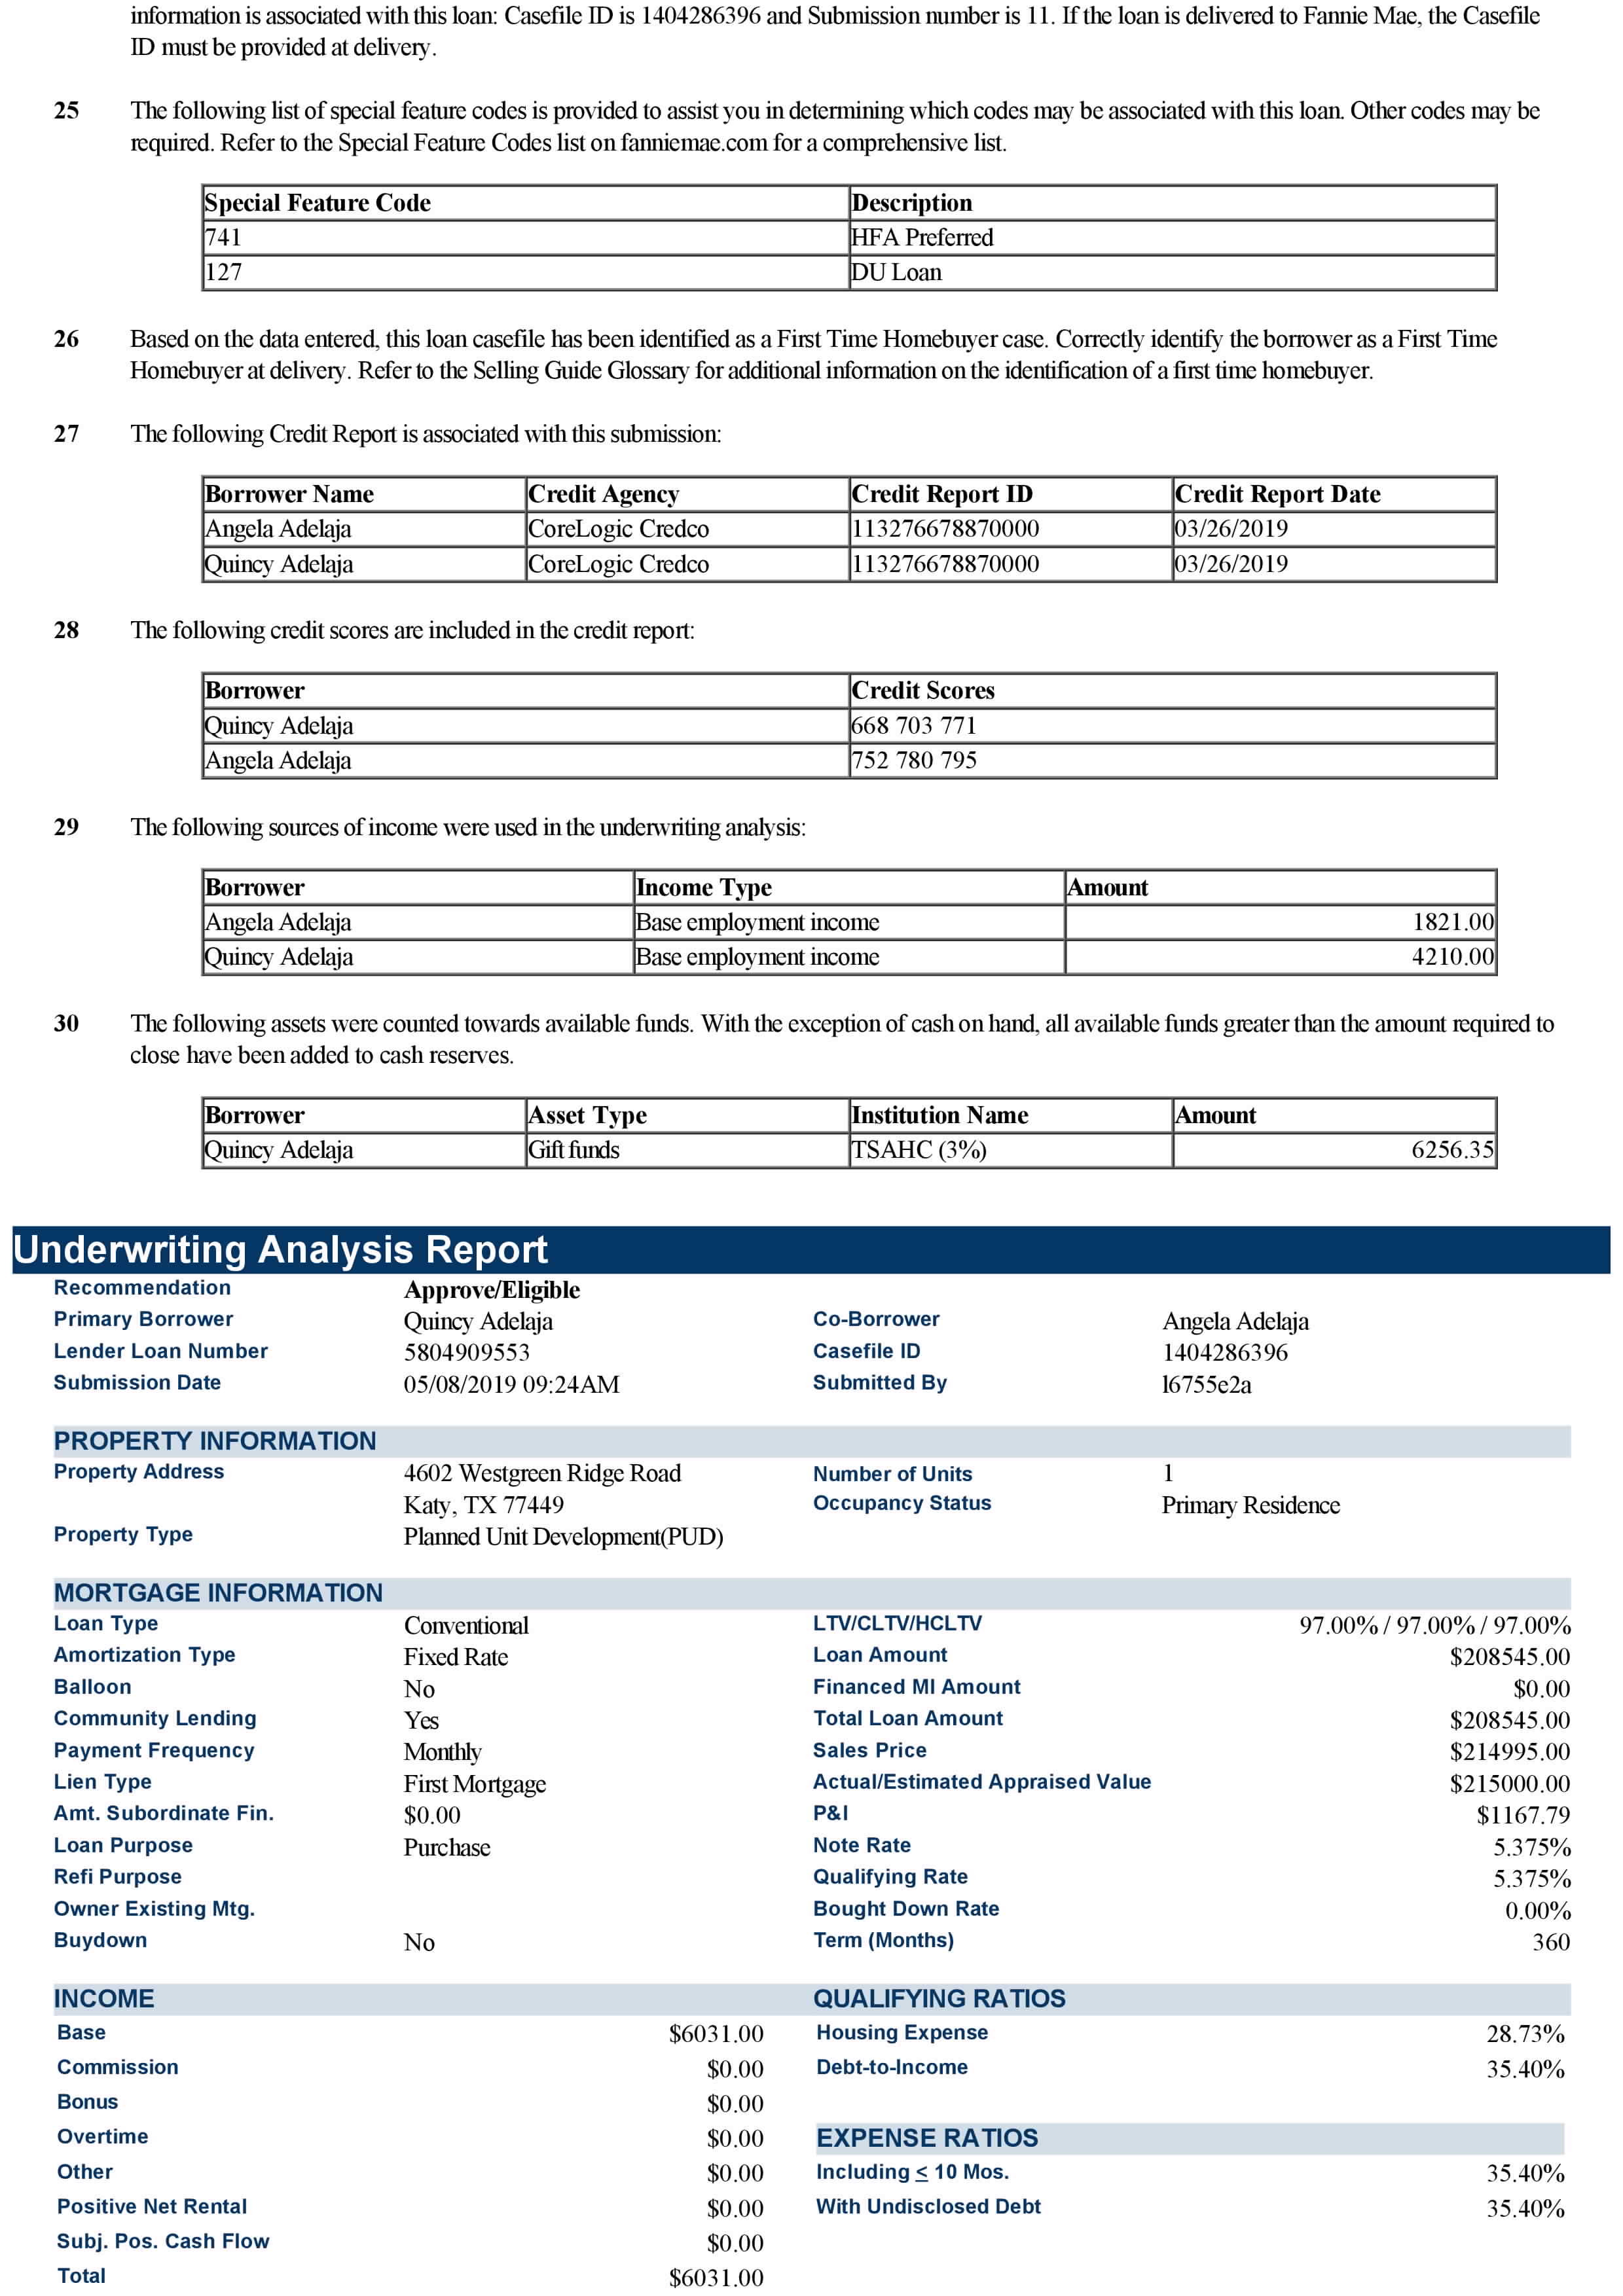 information is associated with this loan: Casefile ID is 1404286396 and Submission number is 11. If the loan is delivered to Fannie Mae, the Casefile
ID must be provided at delivery.
25 The following list of special feature codes is provided to assist you in determining which codes may be associated with this loan. Other codes may be
required. Refer to the Special Feature Codes list on fanniemae.com for a comprehensive list.
Special Feature Code Description
741 HFA Preferred
127 DU Loan
26 Based on the data entered, this loan casefile has been identified as a First Time Homebuyer case. Correctly identify the borrower as a First Time
Homebuyer at delivery. Refer to the Selling Guide Glossary for additional information on the identification of a first time homebuyer.
27 The following Credit Report is associated with this submission:
Borrower Name Credit Agency Credit Report ID Credit Report Date
Angela Adelaja CoreLogic Credco 113276678870000 03/26/2019
Quincy Adelaja CoreLogic Credco 113276678870000 03/26/2019
28 The following credit scores are included in the credit report:
Borrower Credit Scores
Quincy Adelaja 668 703 771
Angela Adelaja 752 780 795
29 The following sources of income were used in the underwriting analysis:
Borrower Income Type Amount
Angela Adelaja Base employment income 1821.00
Quincy Adelaja Base employment income 4210.00
30 The following assets were counted towards available funds. With the exception of cash on hand, all available funds greater than the amount required to
close have been added to cash reserves.
Borrower Asset Type Institution Name Amount
Quincy Adelaja Gift funds TSAHC (3%) 6256.35
Underwriting Analysis Report
Recommendation Approve/Eligible
Primary Borrower Quincy Adelaja Co-Borrower Angela Adelaja
Lender Loan Number 5804909553 Casefile ID 1404286396
Submission Date 05/08/2019 09:24AM Submitted By l6755e2a
PROPERTY INFORMATION
Property Address 4602 Westgreen Ridge Road Number of Units 1
Katy, TX 77449 Occupancy Status Primary Residence
Property Type Planned Unit Development(PUD)
MORTGAGE INFORMATION
Loan Type Conventional LTV/CLTV/HCLTV 97.00% / 97.00% / 97.00%
Amortization Type Fixed Rate Loan Amount $208545.00
Balloon No Financed MI Amount $0.00
Community Lending Yes Total Loan Amount $208545.00
Payment Frequency Monthly Sales Price $214995.00
Lien Type First Mortgage Actual/Estimated Appraised Value $215000.00
Amt. Subordinate Fin. $0.00 P&I $1167.79
Loan Purpose Purchase Note Rate 5.375%
Refi Purpose Qualifying Rate 5.375%
Owner Existing Mtg. Bought Down Rate 0.00%
Buydown No Term (Months) 360
INCOME QUALIFYING RATIOS
Base $6031.00 Housing Expense 28.73%
Commission $0.00 Debt-to-Income 35.40%
Bonus $0.00
Overtime $0.00 EXPENSE RATIOS
Other $0.00 Including ≤ 10 Mos. 35.40%
Positive Net Rental $0.00 With Undisclosed Debt 35.40%
Subj. Pos. Cash Flow $0.00
Total $6031.00